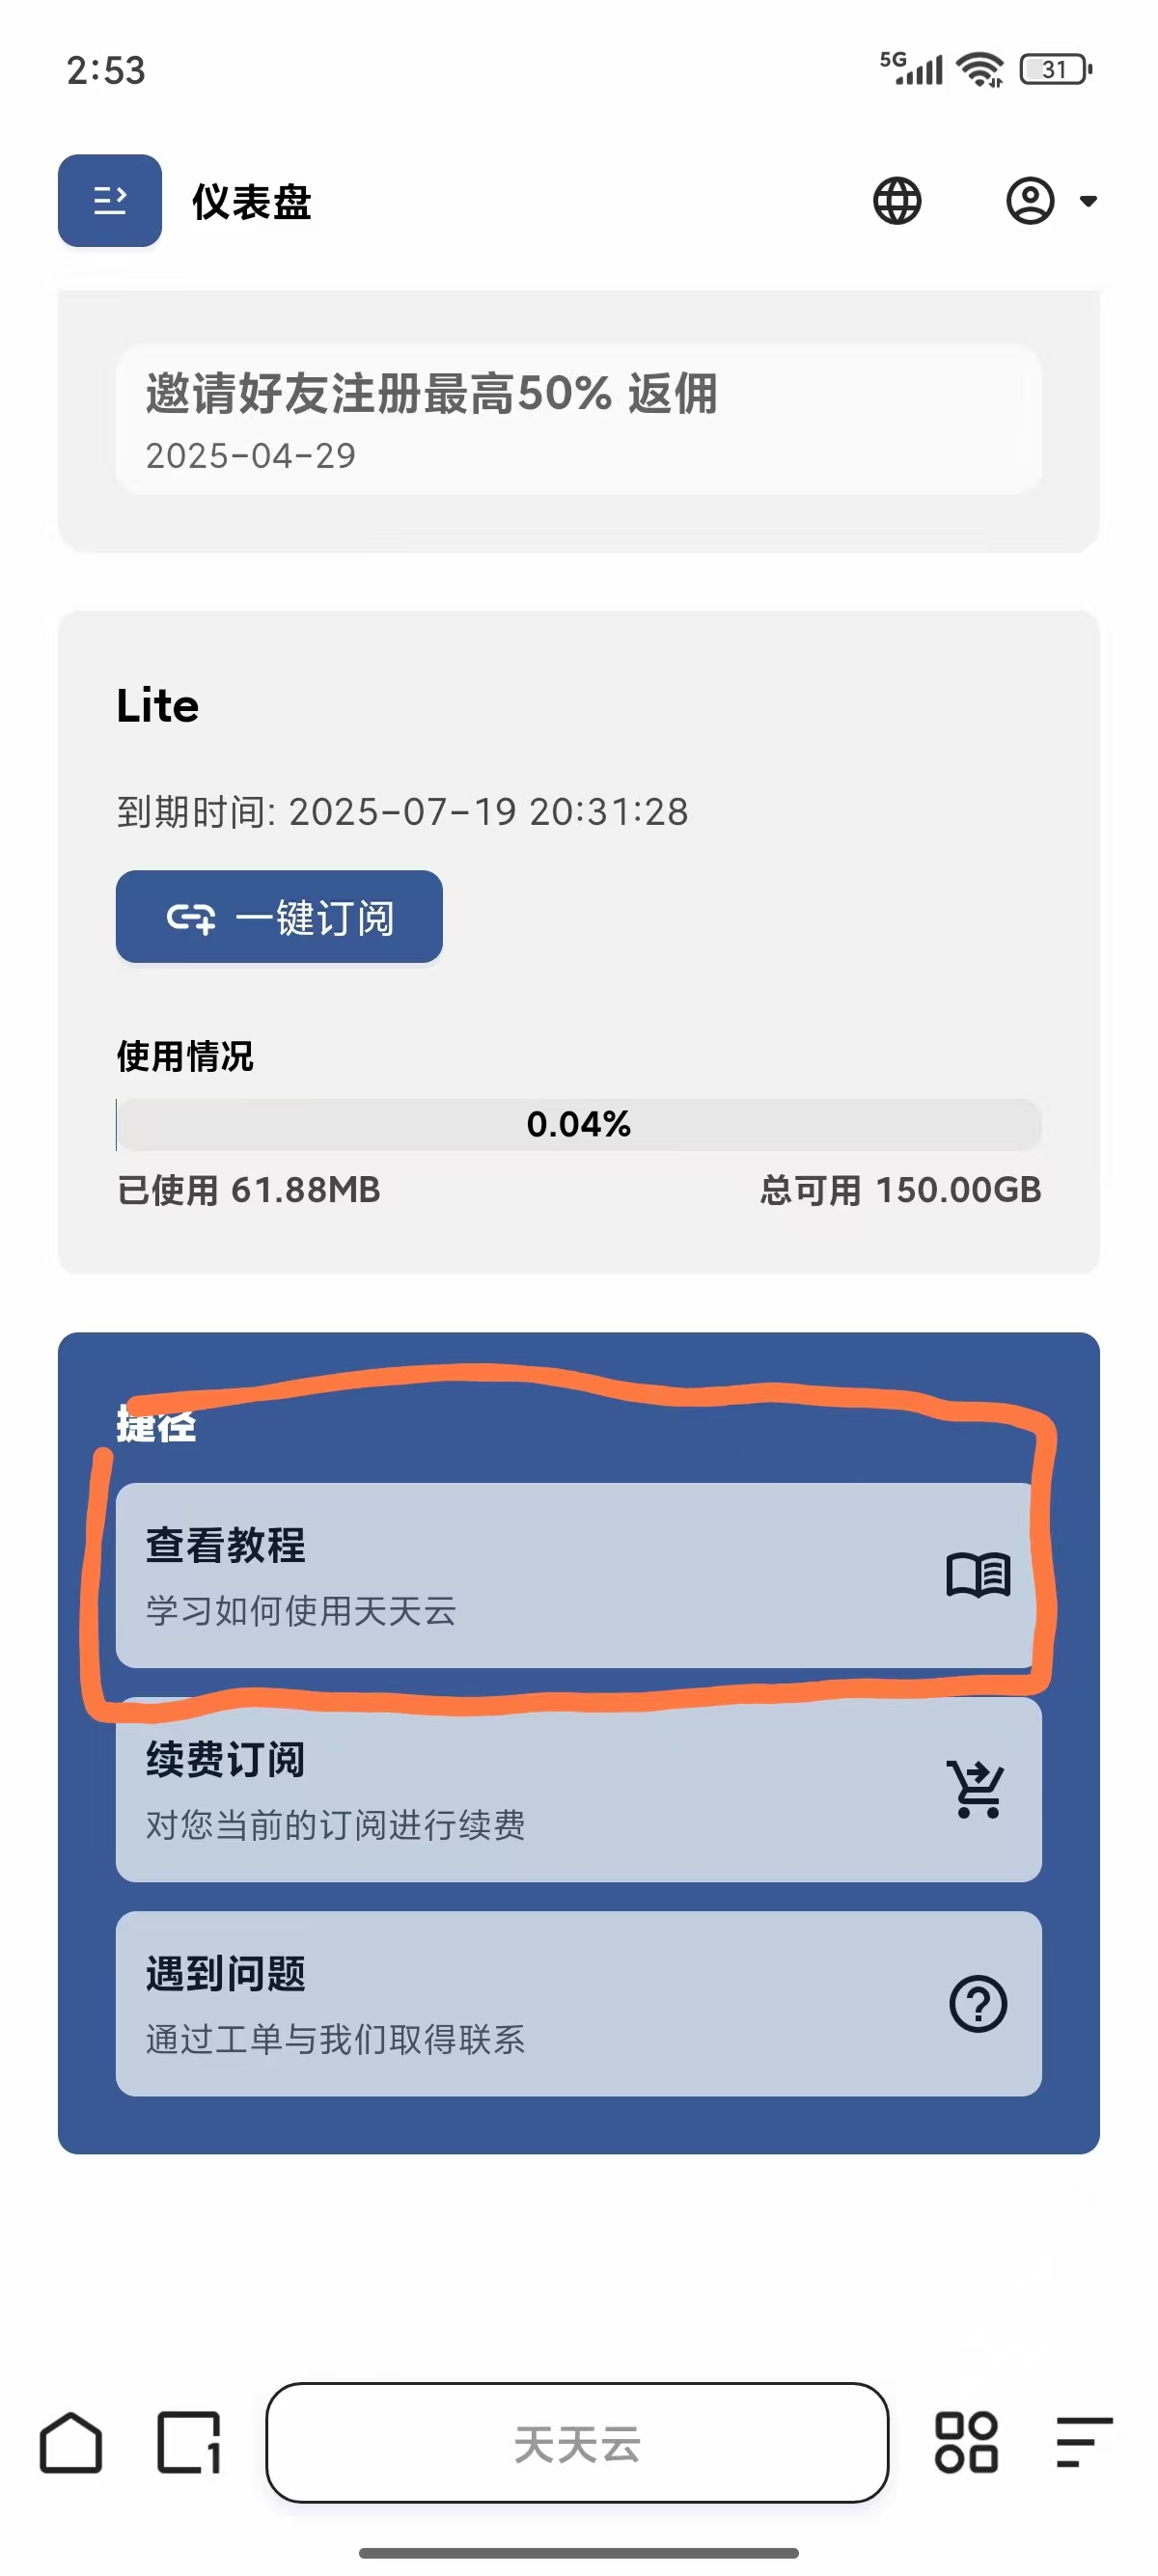 2:53
5G
31
仪表盘
邀请好友注册最高50% 返佣
2025-04-29
Lite
到期时间: 2025-07-19 20:31:28
一键订阅
使用情况
0.04%
已使用 61.88MB
总可用 150.00GB
捷径
查看教程
学习如何使用天天云
续费订阅
对您当前的订阅进行续费
遇到问题
通过工单与我们取得联系
1
天天云